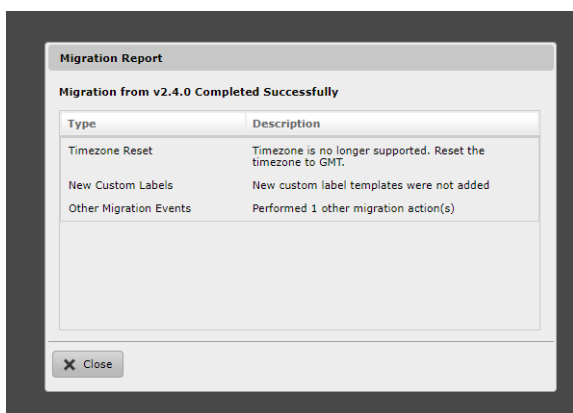 Migration Report
Migration from v2.4.0 Completed Successfully
Type Description
Timezone Reset Timezone is no longer supported. Reset the
timezone to GMT.
New Custom Labels New custom label templates were not added
Other Migration Events Performed 1 other migration action(s)
Close